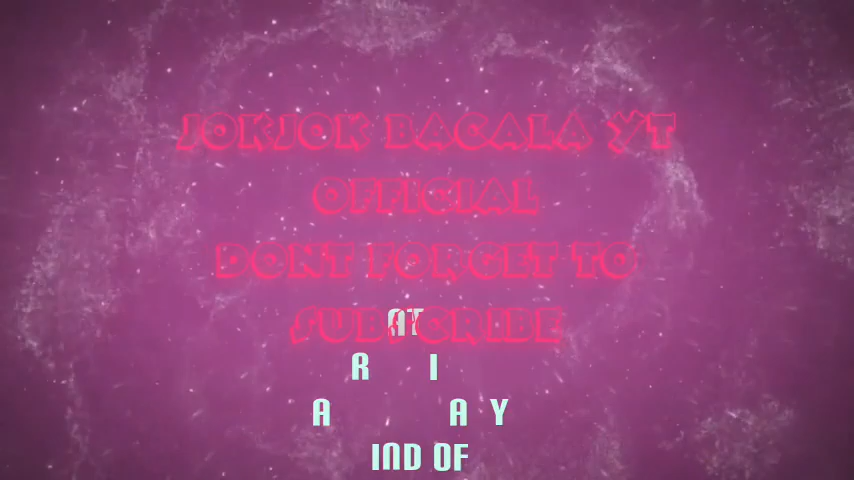 JOKJOK BACALA YT
OFFICIAL
DONT FORGET TO
SUBSCRIBE
AT
R I
A A Y
IND OF